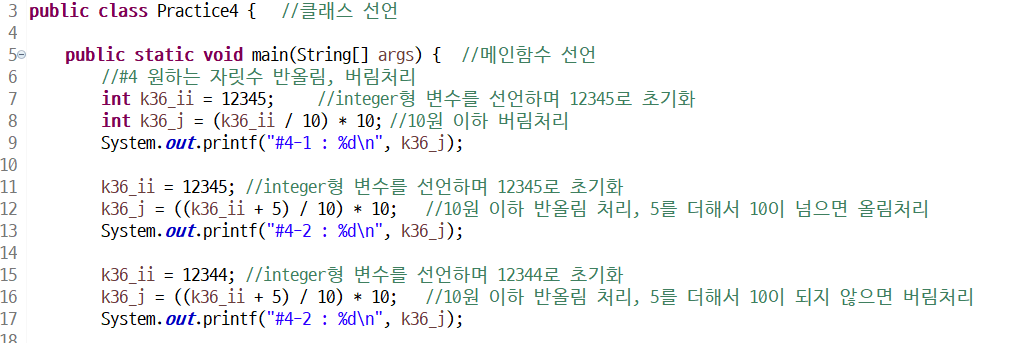 3 public class Practice4 {   //클래스 선언
4
5     public static void main(String[] args) {  //메인함수 선언
6         //#4 원하는 자릿수 반올림, 버림처리
7         int k36_ii = 12345;     //integer형 변수를 선언하며 12345로 초기화
8         int k36_j = (k36_ii / 10) * 10; //10원 이하 버림처리
9         System.out.printf("#4-1 : %d\n", k36_j);
10
11         k36_ii = 12345; //integer형 변수를 선언하며 12345로 초기화
12         k36_j = ((k36_ii + 5) / 10) * 10;   //10원 이하 반올림 처리, 5를 더해서 10이 넘으면 올림처리
13         System.out.printf("#4-2 : %d\n", k36_j);
14
15         k36_ii = 12344; //integer형 변수를 선언하며 12344로 초기화
16         k36_j = ((k36_ii + 5) / 10) * 10;   //10원 이하 반올림 처리, 5를 더해서 10이 되지 않으면 버림처리
17         System.out.printf("#4-2 : %d\n", k36_j);
18